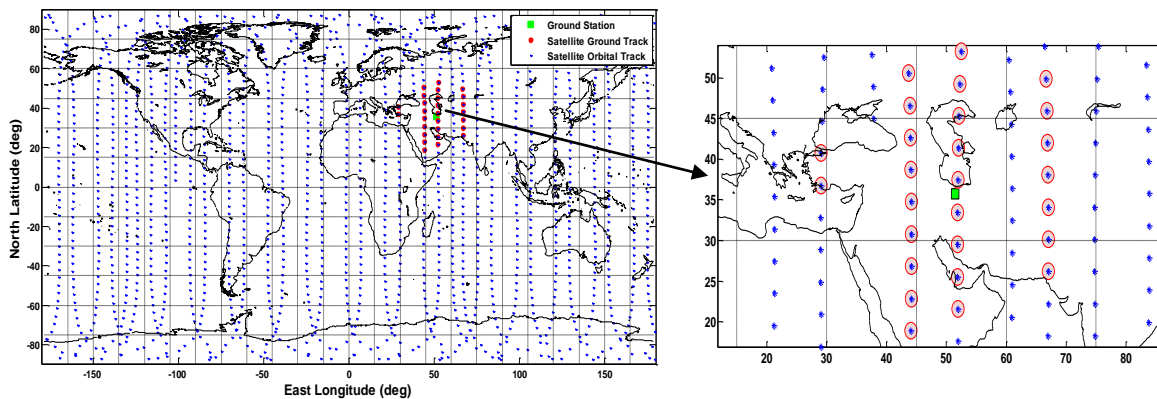 Ground Station
Satellite Ground Track
Satellite Orbital Track
North Latitude (deg)
80
60
40
20
0
-20
-40
-60
-80
-150 -100 -50 0 50 100 150
East Longitude (deg)
50
45
40
35
30
25
20
20 30 40 50 60 70 80